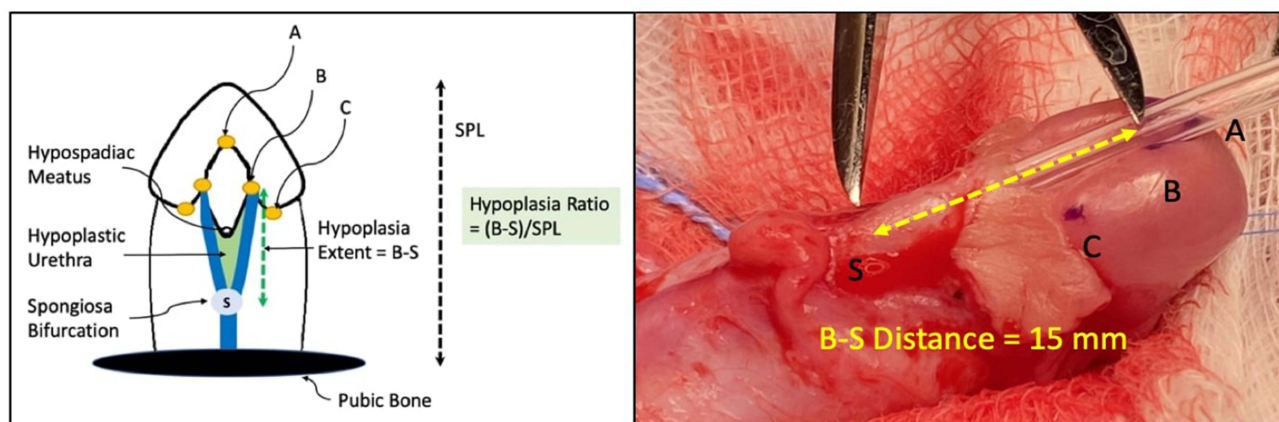 A
B
C
SPL
Hypospadiac
Meatus
Hypoplasia Ratio
= (B-S)/SPL
Hypoplastic
Urethra
Hypoplasia
Extent = B-S
Spongiosa
Bifurcation
S
Pubic Bone
A
B
C
S
B-S Distance = 15 mm